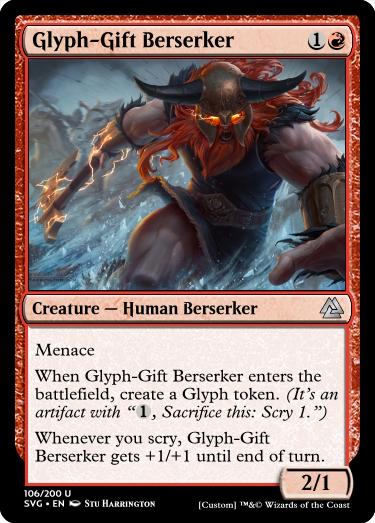 Glyph-Gift Berserker 1
Creature — Human Berserker
Menace
When Glyph-Gift Berserker enters the
battlefield, create a Glyph token. (It's an
artifact with “1, Sacrifice this: Scry 1.”)
Whenever you scry, Glyph-Gift
Berserker gets +1/+1 until end of turn.
2/1
106/200 U
SVG • EN Stu Harrington
[Custom] ™&© Wizards of the Coast